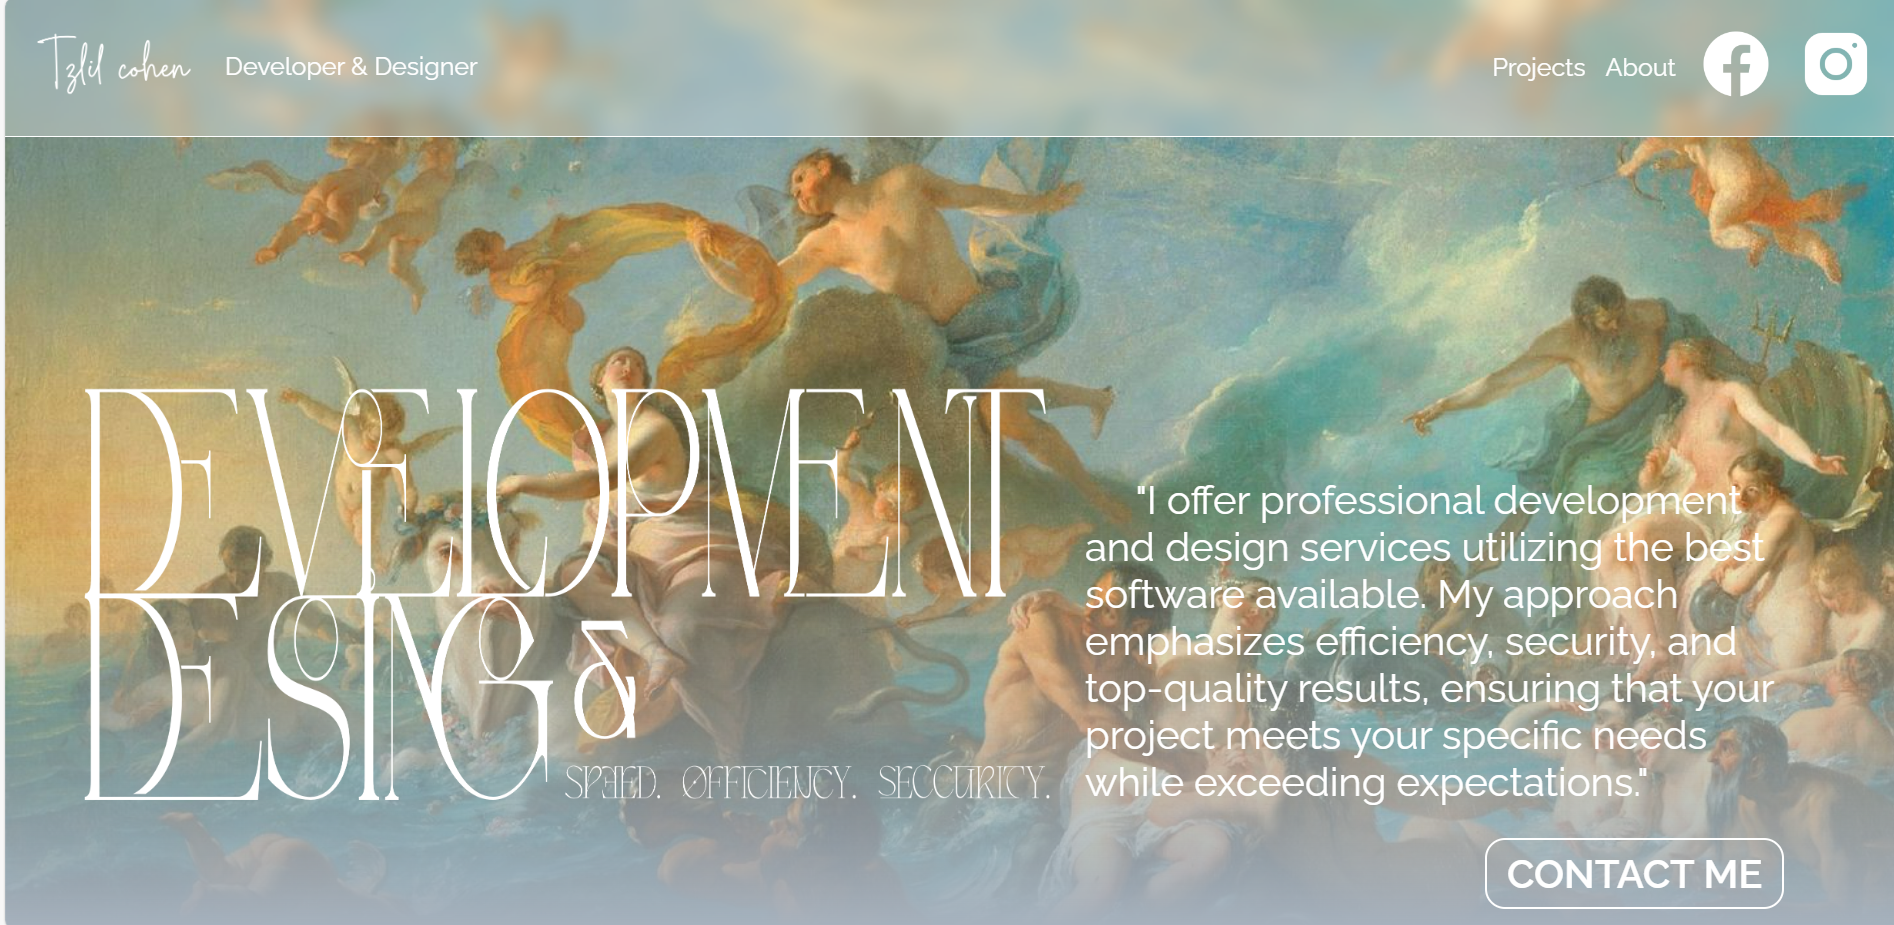 Tzlil cohen
Developer & Designer
Projects
About
DEVELOPMENT
DESING &
SPEED. OFFICIENCY. SECCURITY.
"I offer professional development
and design services utilizing the best
software available. My approach
emphasizes efficiency, security, and
top-quality results, ensuring that your
project meets your specific needs
while exceeding expectations."
CONTACT ME